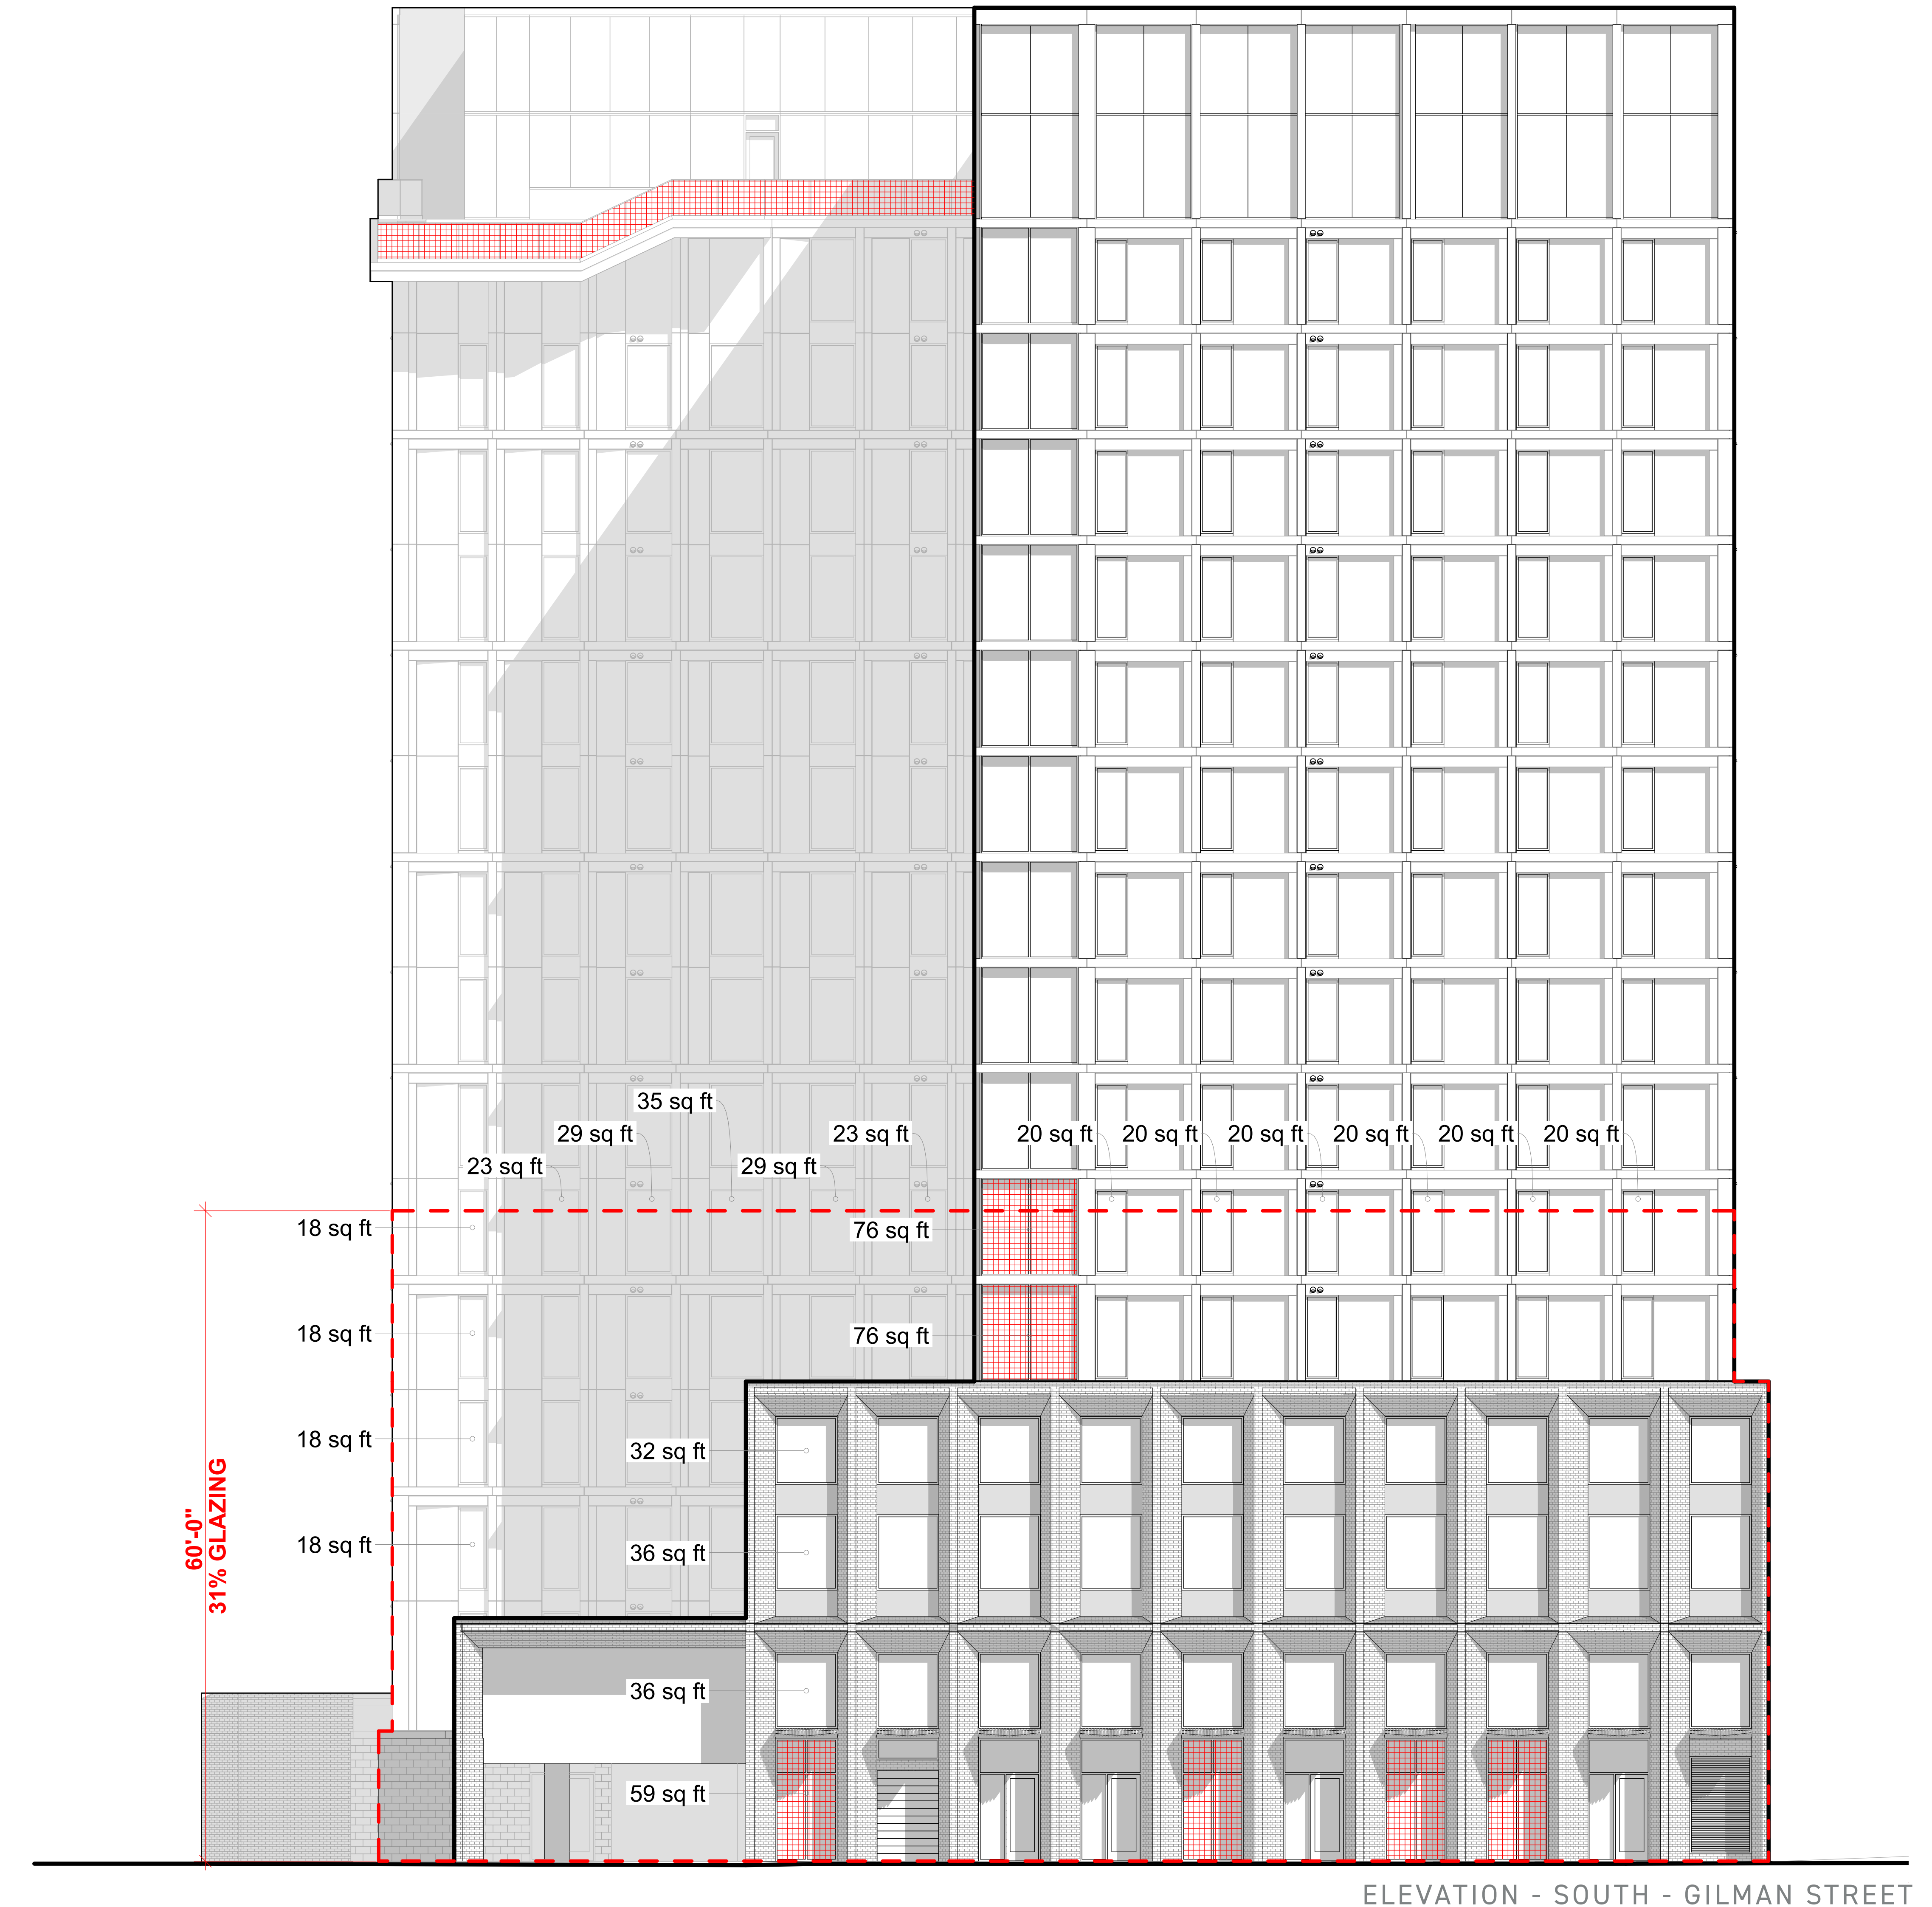 35 sq ft
29 sq ft
23 sq ft
20 sq ft
20 sq ft
20 sq ft
20 sq ft
20 sq ft
20 sq ft
23 sq ft
29 sq ft
18 sq ft
76 sq ft
18 sq ft
76 sq ft
18 sq ft
32 sq ft
18 sq ft
36 sq ft
60'-0"
31% GLAZING
36 sq ft
59 sq ft
ELEVATION - SOUTH - GILMAN STREET